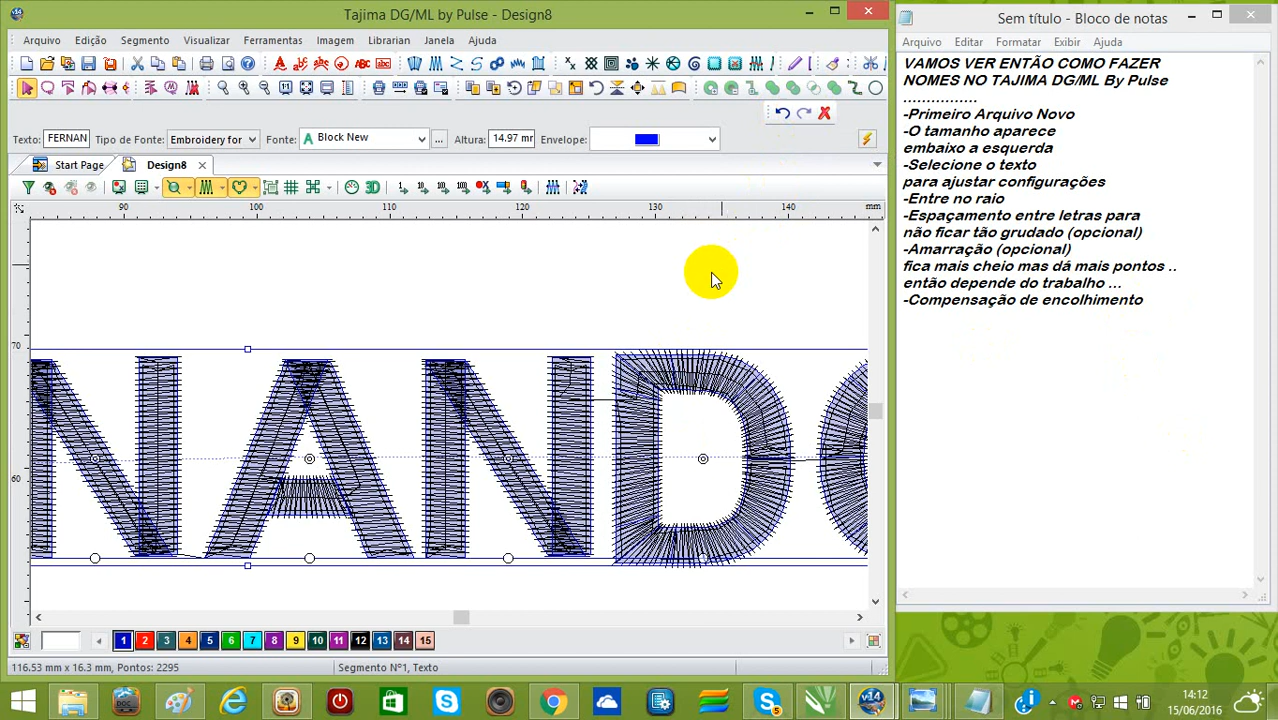 Tajima DG/ML by Pulse - Design8
Arquivo Edição Segmento Visualizar Ferramentas Imagem Librarian Janela Ajuda
Texto: FERNAN Tipo de Fonte: Embroidery for Fonte: A Block New ... Altura: 14.97 mr Envelope:
Start Page Design8
90 100 110 120 130 140 mm
70
60
NANDO
1 2 3 4 5 6 7 8 9 10 11 12 13 14 15
116.53 mm x 16.3 mm, Pontos: 2295 Segmento Nº1, Texto
Sem título - Bloco de notas
Arquivo Editar Formatar Exibir Ajuda
VAMOS VER ENTÃO COMO FAZER
NOMES NO TAJIMA DG/ML By Pulse
................
-Primeiro Arquivo Novo
-O tamanho aparece
embaixo a esquerda
-Selecione o texto
para ajustar configurações
-Entre no raio
-Espaçamento entre letras para
não ficar tão grudado (opcional)
-Amarração (opcional)
fica mais cheio mas dá mais pontos ..
então depende do trabalho ...
-Compensação de encolhimento
14:12
15/06/2016